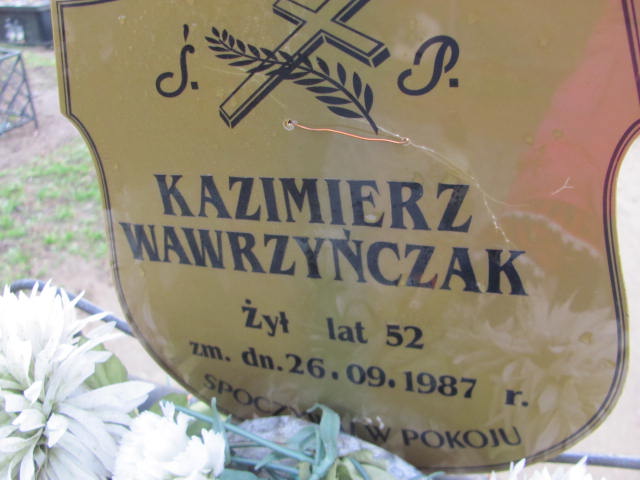 Ś. P.
KAZIMIERZ
WAWRZYŃCZAK
Żył lat 52
zm. dn. 26.09.1987 r.
W POKOJU